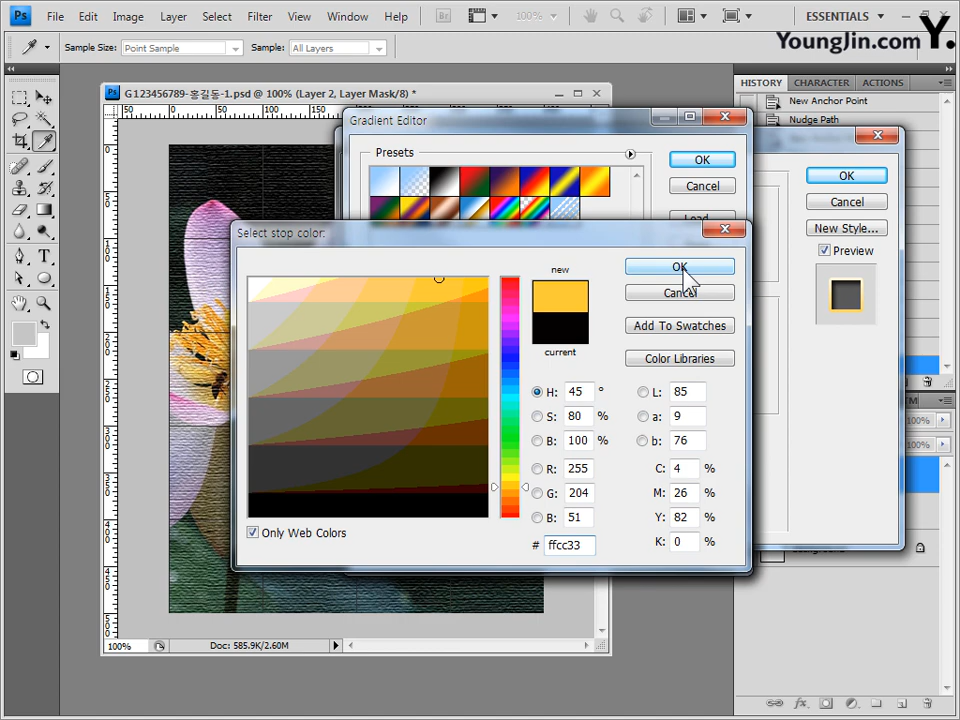 Ps File Edit Image Layer Select Filter View Window Help Br 100% ESSENTIALS
YoungJin.com Y.
Sample Size: Point Sample Sample: All Layers
Ps G123456789-홍길동-1.psd @ 100% (Layer 2, Layer Mask/8) *
HISTORY CHARACTER ACTIONS
New Anchor Point
Nudge Path
Gradient Editor
Presets
OK
Cancel
Load...
OK
Cancel
New Style...
Preview
Select stop color:
new
current
OK
Cancel
Add To Swatches
Color Libraries
H: 45 °
S: 80 %
B: 100 %
R: 255
G: 204
B: 51
# ffcc33
L: 85
a: 9
b: 76
C: 4 %
M: 26 %
Y: 82 %
K: 0 %
Only Web Colors
100%
100%
100% Doc: 585.9K/2.60M